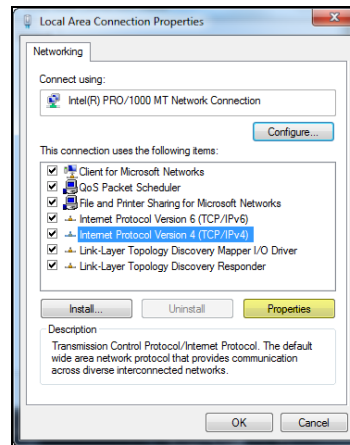 Local Area Connection Properties
Networking
Connect using:
Intel(R) PRO/1000 MT Network Connection
Configure...
This connection uses the following items:
Client for Microsoft Networks
QoS Packet Scheduler
File and Printer Sharing for Microsoft Networks
Internet Protocol Version 6 (TCP/IPv6)
Internet Protocol Version 4 (TCP/IPv4)
Link-Layer Topology Discovery Mapper I/O Driver
Link-Layer Topology Discovery Responder
Install... Uninstall Properties
Description
Transmission Control Protocol/Internet Protocol. The default
wide area network protocol that provides communication
across diverse interconnected networks.
OK Cancel